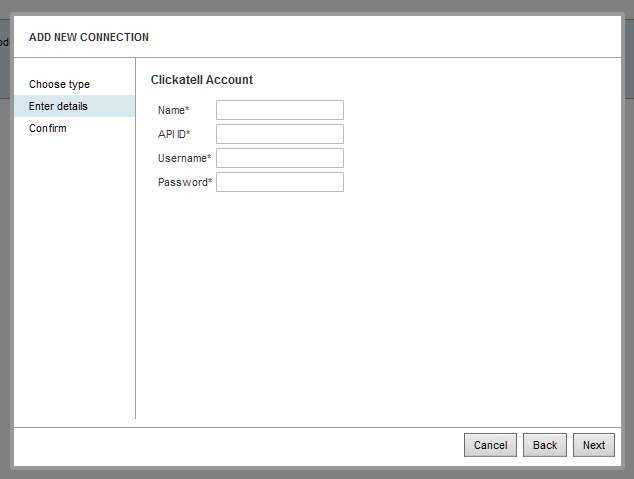 ADD NEW CONNECTION
Choose type
Enter details
Confirm
Clickatell Account
Name*
API ID*
Username*
Password*
Cancel
Back
Next